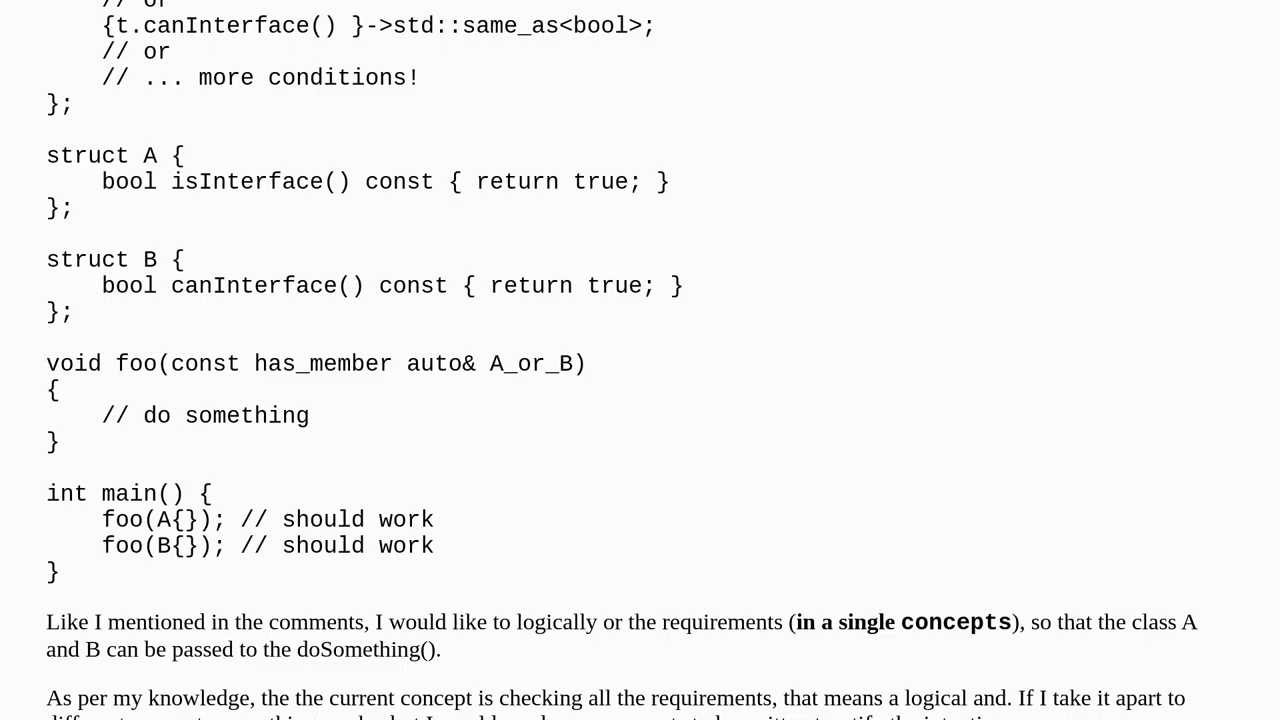 // or
{t.canInterface() }->std::same_as<bool>;
// or
// ... more conditions!
};
struct A {
bool isInterface() const { return true; }
};
struct B {
bool canInterface() const { return true; }
};
void foo(const has_member auto& A_or_B)
{
// do something
}
int main() {
foo(A{}); // should work
foo(B{}); // should work
}
Like I mentioned in the comments, I would like to logically or the requirements (in a single concepts), so that the class A
and B can be passed to the doSomething().
As per my knowledge, the the current concept is checking all the requirements, that means a logical and. If I take it apart to